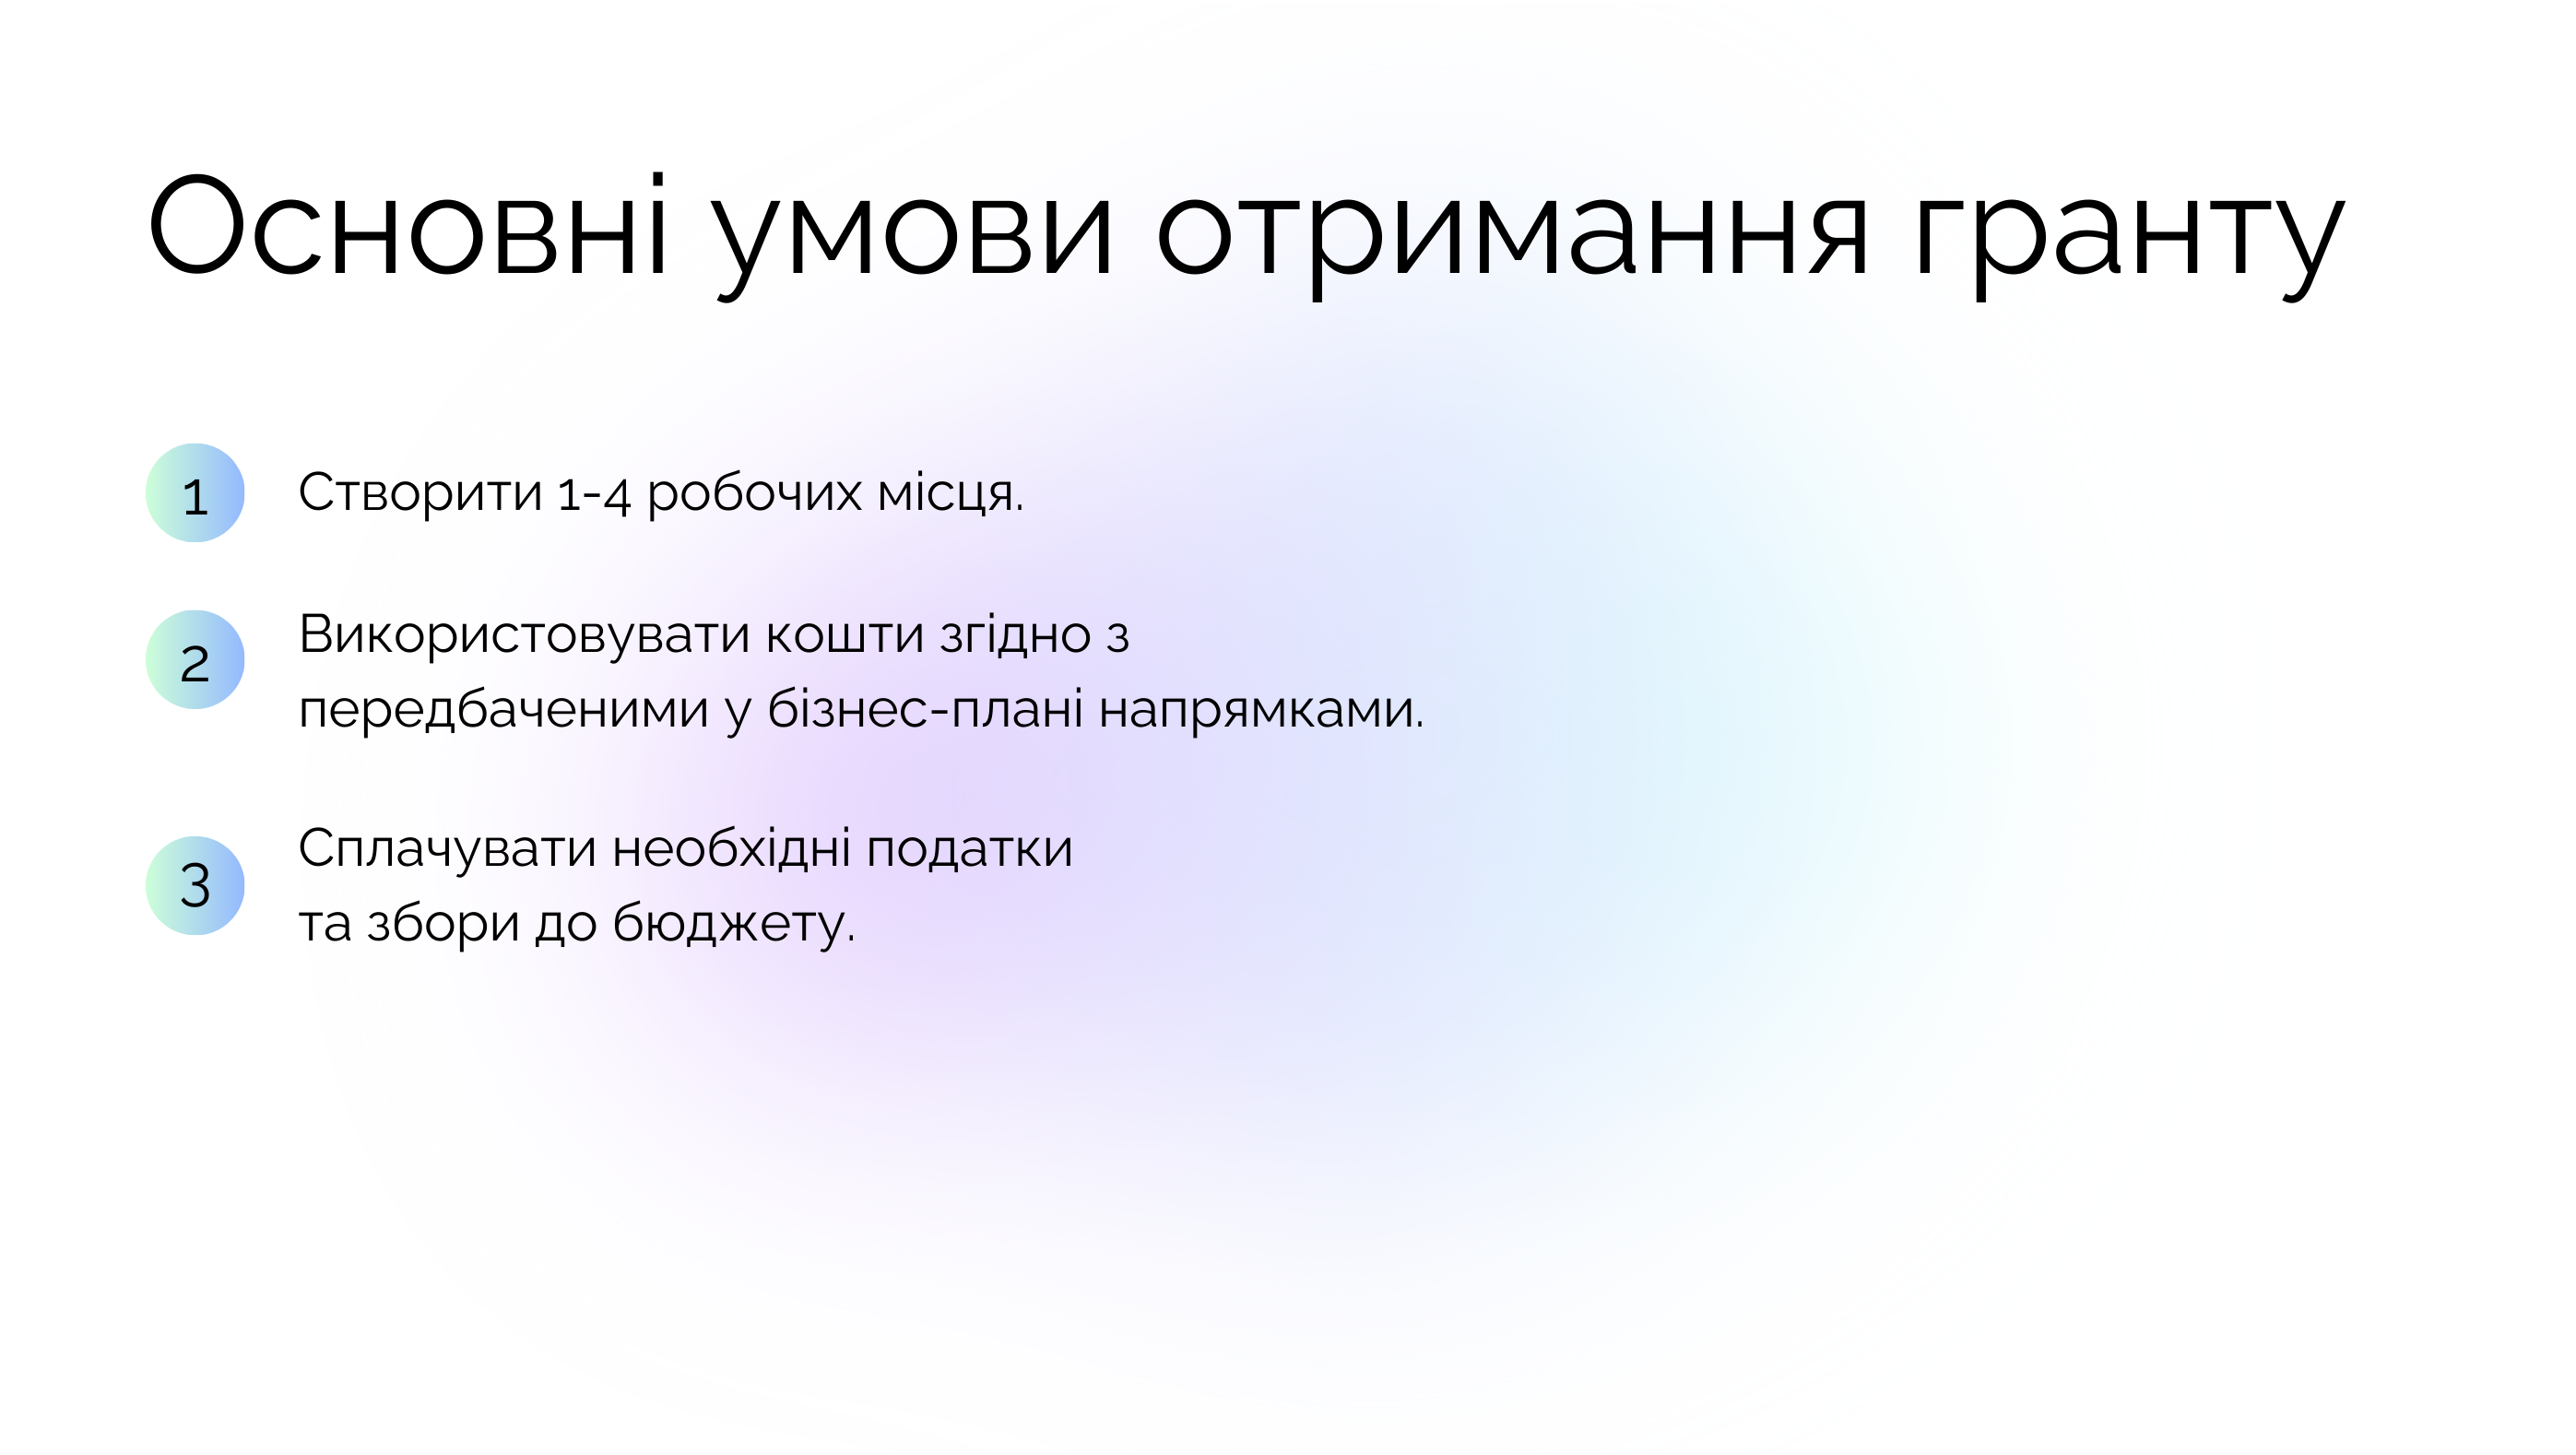 Основні умови отримання гранту
1 Створити 1-4 робочих місця.
2 Використовувати кошти згідно з
передбаченими у бізнес-плані напрямками.
3 Сплачувати необхідні податки
та збори до бюджету.